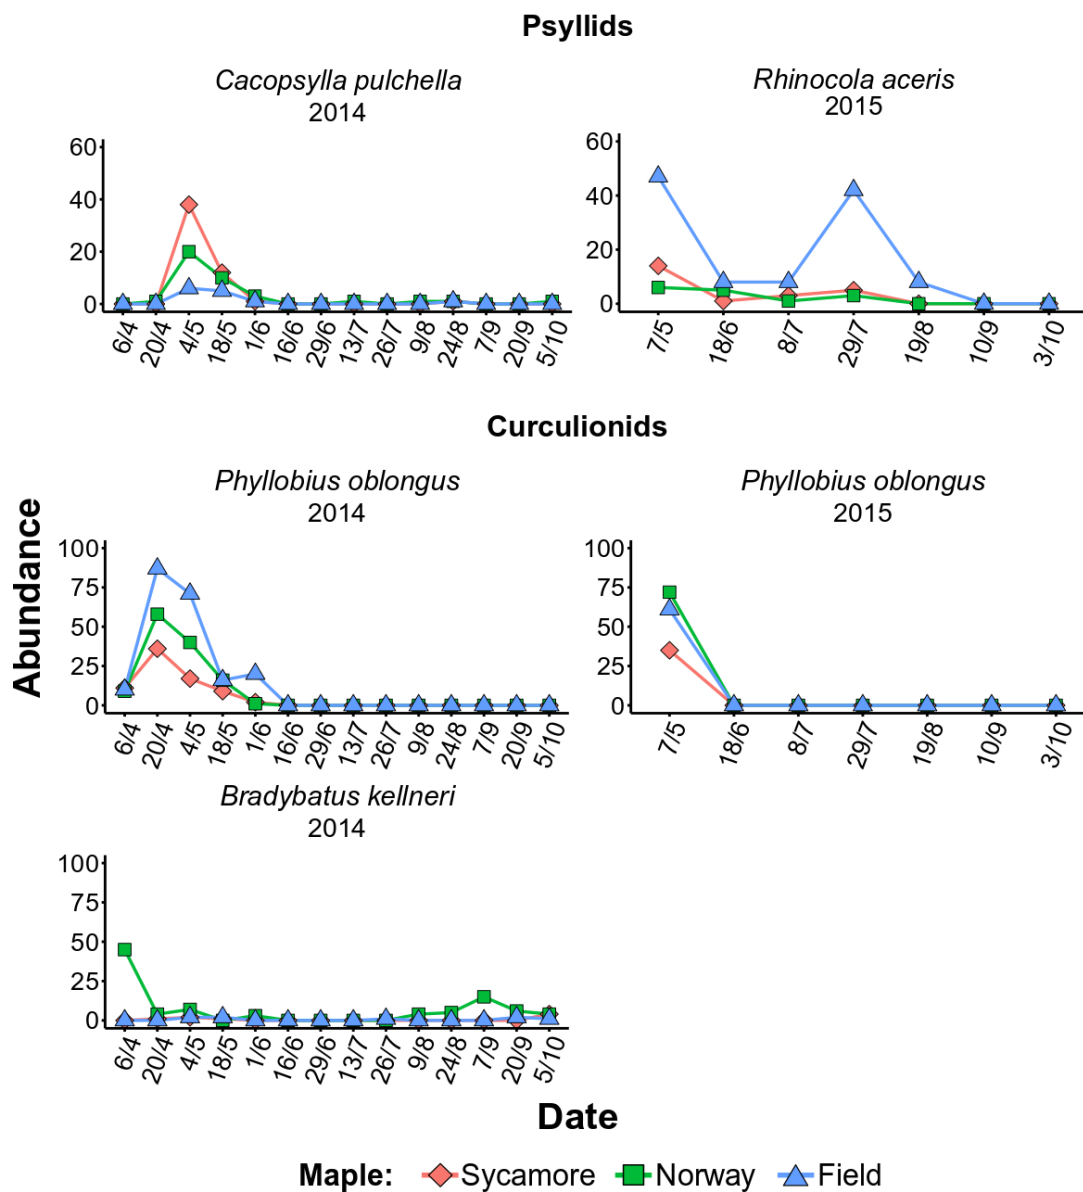 Psyllids
Cacopsylla pulchella
2014
60
40
20
0
6/4 20/4 4/5 18/5 1/6 16/6 29/6 13/7 26/7 9/8 24/8 7/9 20/9 5/10
Rhinocola aceris
2015
60
40
20
0
7/5 18/6 8/7 29/7 19/8 10/9 3/10
Curculionids
Abundance
Phyllobius oblongus
2014
100
75
50
25
0
6/4 20/4 4/5 18/5 1/6 16/6 29/6 13/7 26/7 9/8 24/8 7/9 20/9 5/10
Phyllobius oblongus
2015
100
75
50
25
0
7/5 18/6 8/7 29/7 19/8 10/9 3/10
Bradybatus kellneri
2014
100
75
50
25
0
6/4 20/4 4/5 18/5 1/6 16/6 29/6 13/7 26/7 9/8 24/8 7/9 20/9 5/10
Date
Maple: Sycamore Norway Field